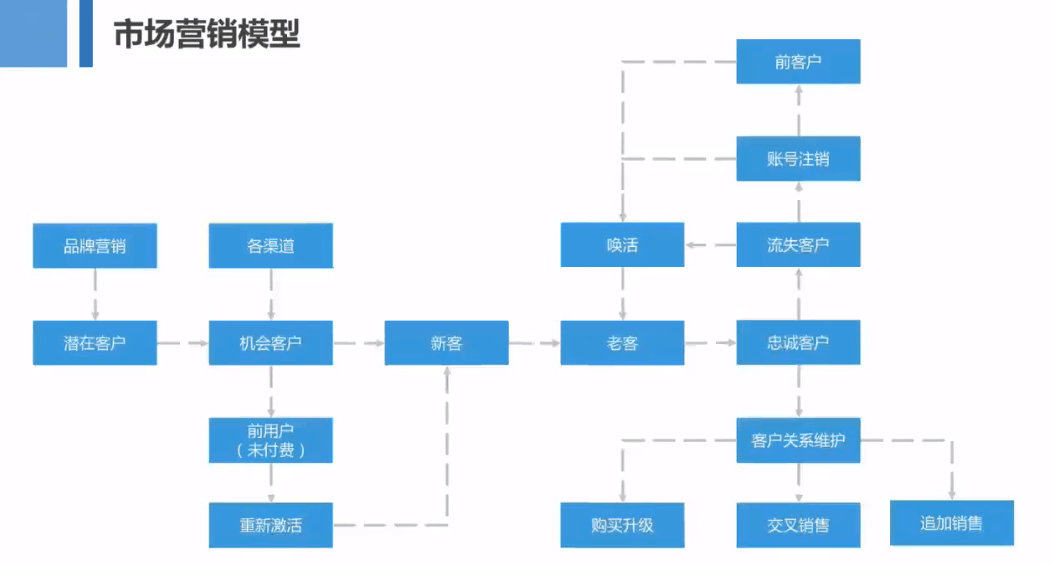 市场营销模型
前客户
账号注销
品牌营销
各渠道
唤活
流失客户
潜在客户
机会客户
新客
老客
忠诚客户
前用户
（未付费）
客户关系维护
重新激活
购买升级
交叉销售
追加销售